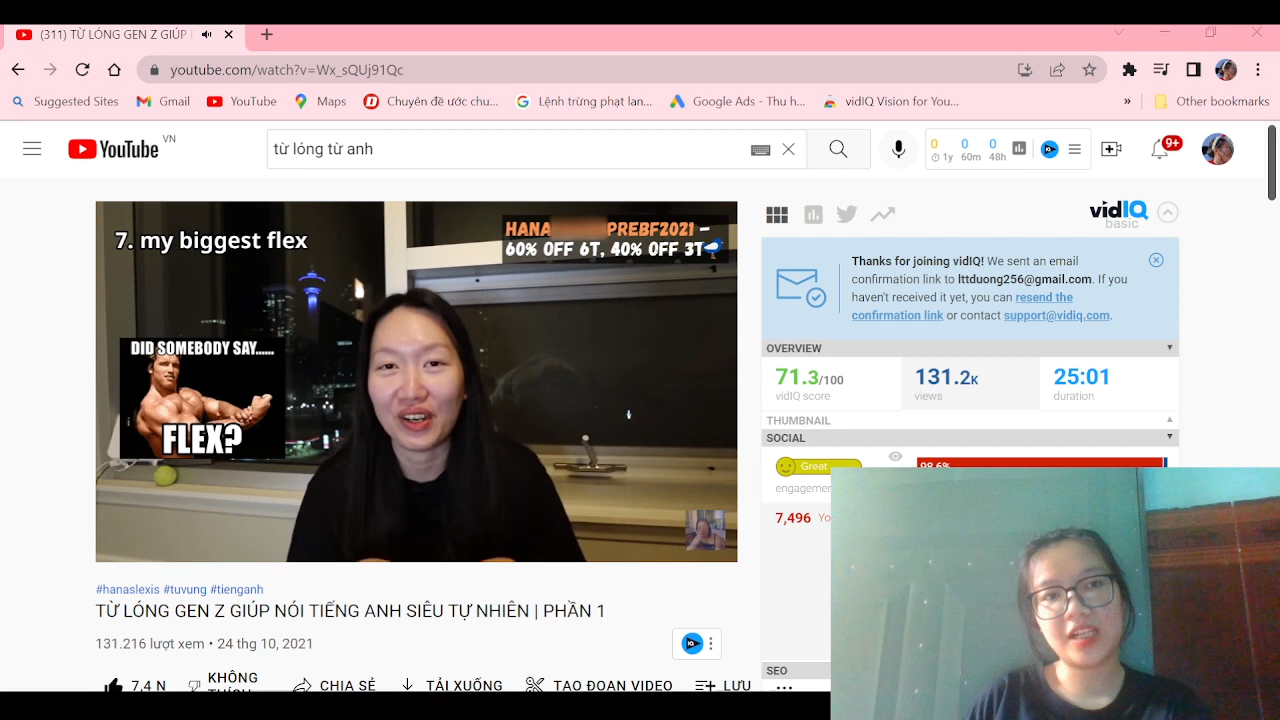 (311) TỪ LÓNG GEN Z GIÚP
youtube.com/watch?v=Wx_sQUj91Qc
Suggested Sites
Gmail
YouTube
Maps
Chuyên đề ước chu...
Lệnh trừng phạt lan...
Google Ads - Thu h...
vidIQ Vision for You...
»
Other bookmarks
YouTube VN
từ lóng từ anh
0 0 0
1y 60m 48h
9+
7. my biggest flex
HANA PREBF2021 -
60% OFF 6T, 40% OFF 3T
DID SOMEBODY SAY......
FLEX?
#hanaslexis #tuvung #tienganh
TỪ LÓNG GEN Z GIÚP NÓI TIẾNG ANH SIÊU TỰ NHIÊN | PHẦN 1
131.216 lượt xem • 24 thg 10, 2021
IQ
7,4 N
KHÔNG
CHIA SẺ
TẢI XUỐNG
TẠO ĐOẠN VIDEO
LƯU
vidIQ
basic
Thanks for joining vidIQ! We sent an email
confirmation link to lttduong256@gmail.com. If you
haven't received it yet, you can resend the
confirmation link or contact support@vidiq.com.
OVERVIEW
71.3/100
vidIQ score
131.2K
views
25:01
duration
THUMBNAIL
SOCIAL
Great
98.6%
7,496
SEO